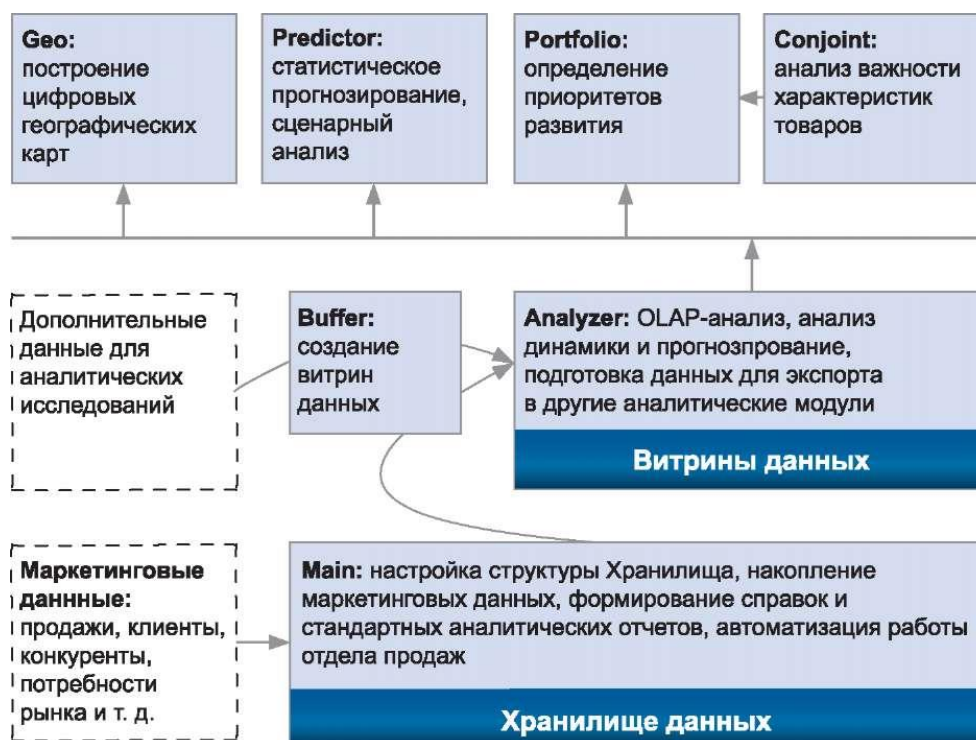 Geo:
построение
цифровых
географических
карт
Predictor:
статистическое
прогнозирование,
сценарный
анализ
Portfolio:
определение
приоритетов
развития
Conjoint:
анализ важности
характеристик
товаров
Дополнительные
данные для
аналитических
исследований
Buffer:
создание
витрин
данных
Analyzer: OLAP-анализ, анализ
динамики и прогнозпрование,
подготовка данных для экспорта
в другие аналитические модули
Витрины данных
Маркетинговые
даннные:
продажи, клиенты,
конкуренты,
потребности
рынка и т. д.
Main: настройка структуры Хранилища, накопление
маркетинговых данных, формирование справок и
стандартных аналитических отчетов, автоматизация работы
отдела продаж
Хранилище данных